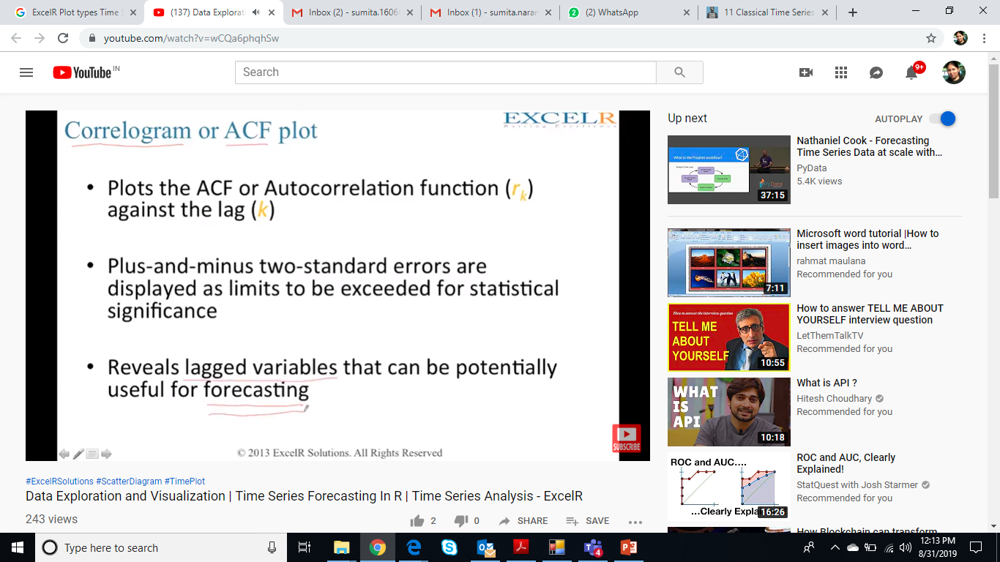 ExcelR Plot types Time S
(137) Data Explorat
Inbox (2) - sumita.1606
Inbox (1) - sumita.naran
(2) WhatsApp
11 Classical Time Series
youtube.com/watch?v=wCQa6phqhSw
YouTube IN
Search
9+
Correlogram or ACF plot
EXCELR
Raising Excellence
• Plots the ACF or Autocorrelation function (rk)
against the lag (k)
• Plus-and-minus two-standard errors are
displayed as limits to be exceeded for statistical
significance
• Reveals lagged variables that can be potentially
useful for forecasting
SUBSCRIBE
© 2013 ExcelR Solutions. All Rights Reserved
#ExcelRSolutions #ScatterDiagram #TimePlot
Data Exploration and Visualization | Time Series Forecasting In R | Time Series Analysis - ExcelR
243 views
2
0
SHARE
SAVE
Up next
AUTOPLAY
What is the Prophet workflow?
37:15
Nathaniel Cook - Forecasting
Time Series Data at scale with...
PyData
5.4K views
7:11
Microsoft word tutorial |How to
insert images into word...
rahmat maulana
Recommended for you
How to answer the interview question
TELL ME
ABOUT
YOURSELF
10:55
How to answer TELL ME ABOUT
YOURSELF interview question
LetThemTalkTV
Recommended for you
WHAT
IS
API
10:18
What is API ?
Hitesh Choudhary
Recommended for you
ROC and AUC....
...Clearly
16:26
ROC and AUC, Clearly
Explained!
StatQuest with Josh Starmer
Recommended for you
How Blockchain can transform
Type here to search
4
12:13 PM
8/31/2019